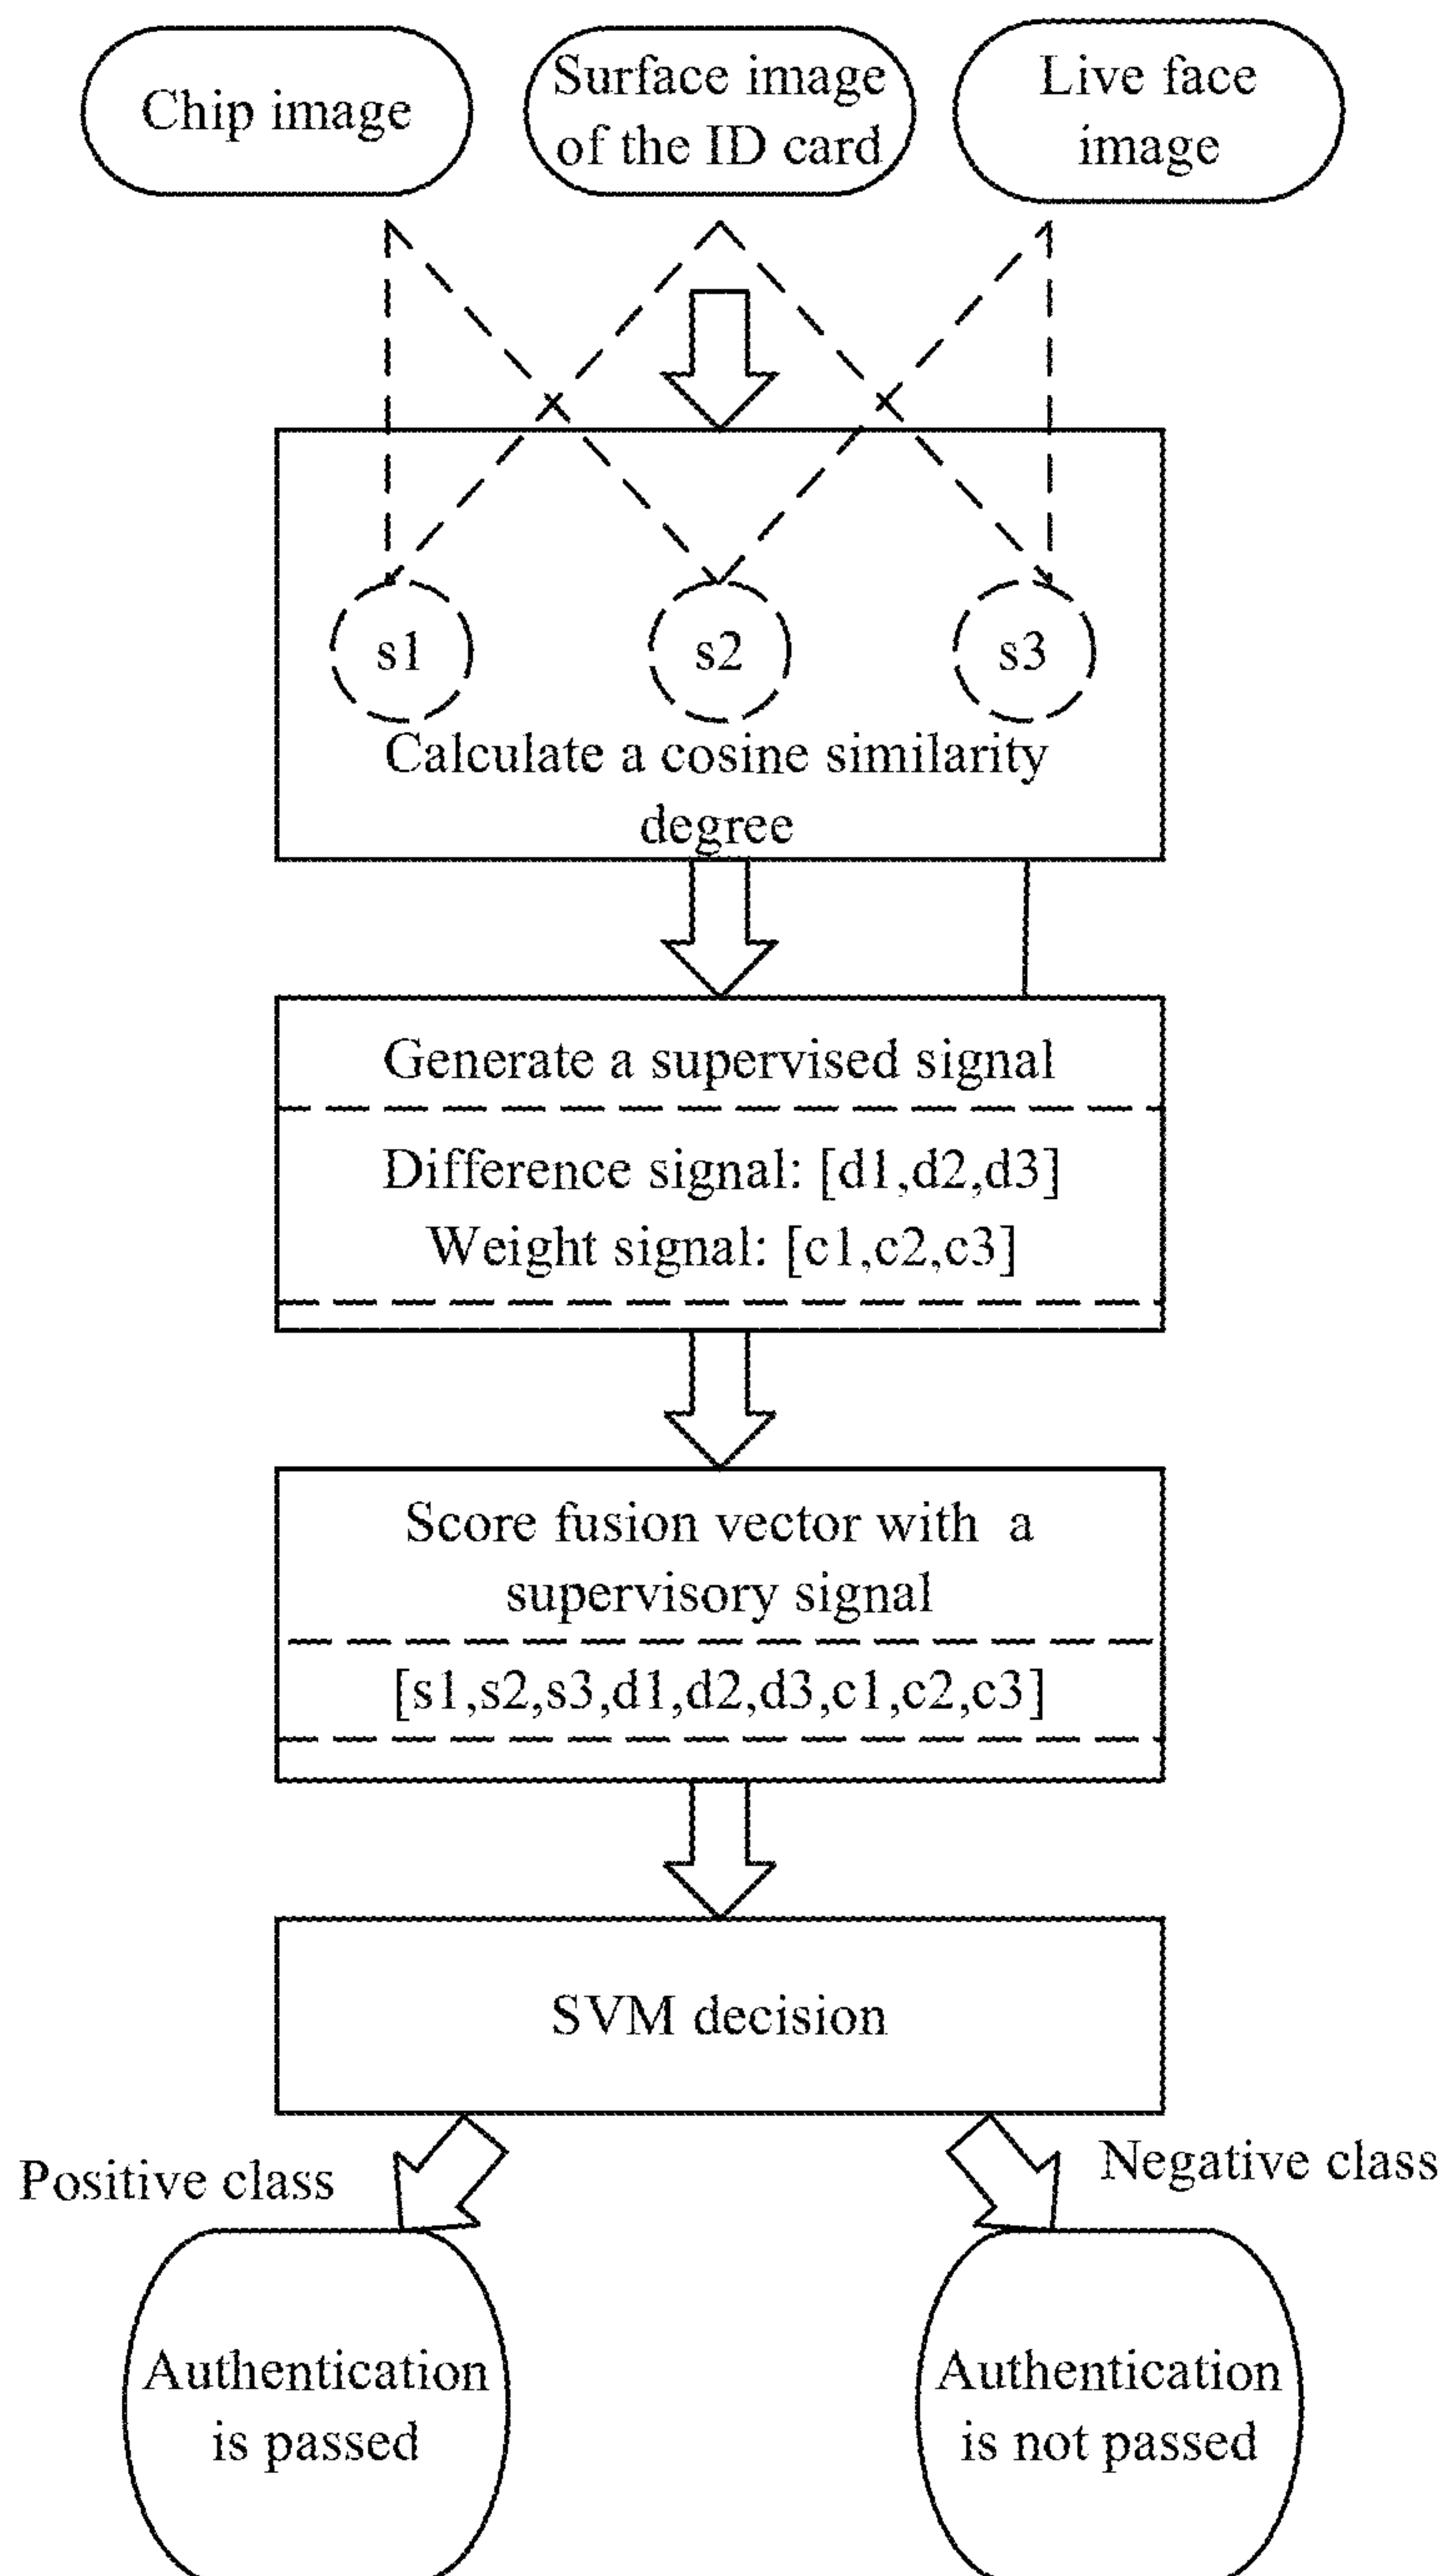 Chip image
Surface image
of the ID card
Live face
image
s1
s2
s3
Calculate a cosine similarity
degree
Generate a supervised signal
Difference signal: [d1,d2,d3]
Weight signal: [c1,c2,c3]
Score fusion vector with a
supervisory signal
[s1,s2,s3,d1,d2,d3,c1,c2,c3]
SVM decision
Positive class
Negative class
Authentication
is passed
Authentication
is not passed